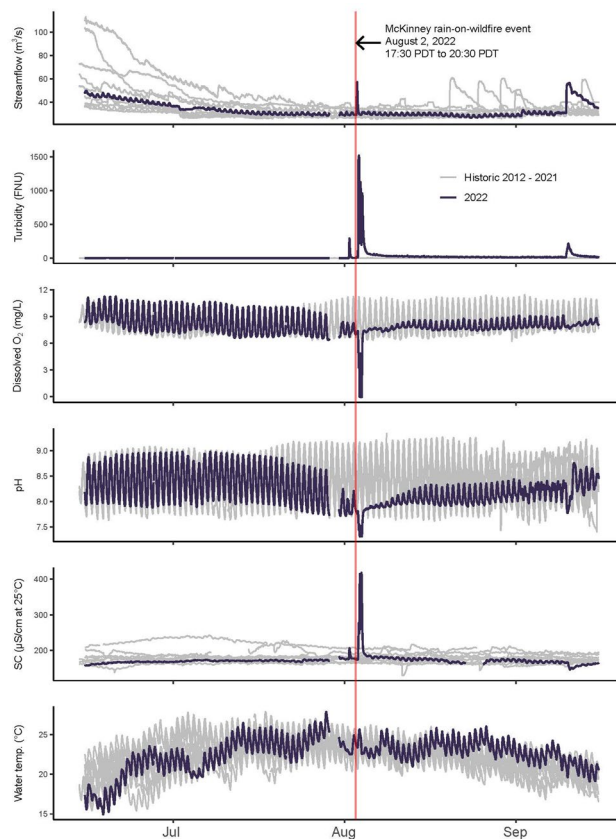 Streamflow (m³/s)
100
80
60
40
McKinney rain-on-wildfire event
August 2, 2022
17:30 PDT to 20:30 PDT
Turbidity (FNU)
1500
1000
500
0
Historic 2012 - 2021
2022
Dissolved O₂ (mg/L)
12
9
6
3
0
pH
9.0
8.5
8.0
7.5
SC (µS/cm at 25°C)
400
300
200
Water temp. (°C)
25
20
15
Jul
Aug
Sep